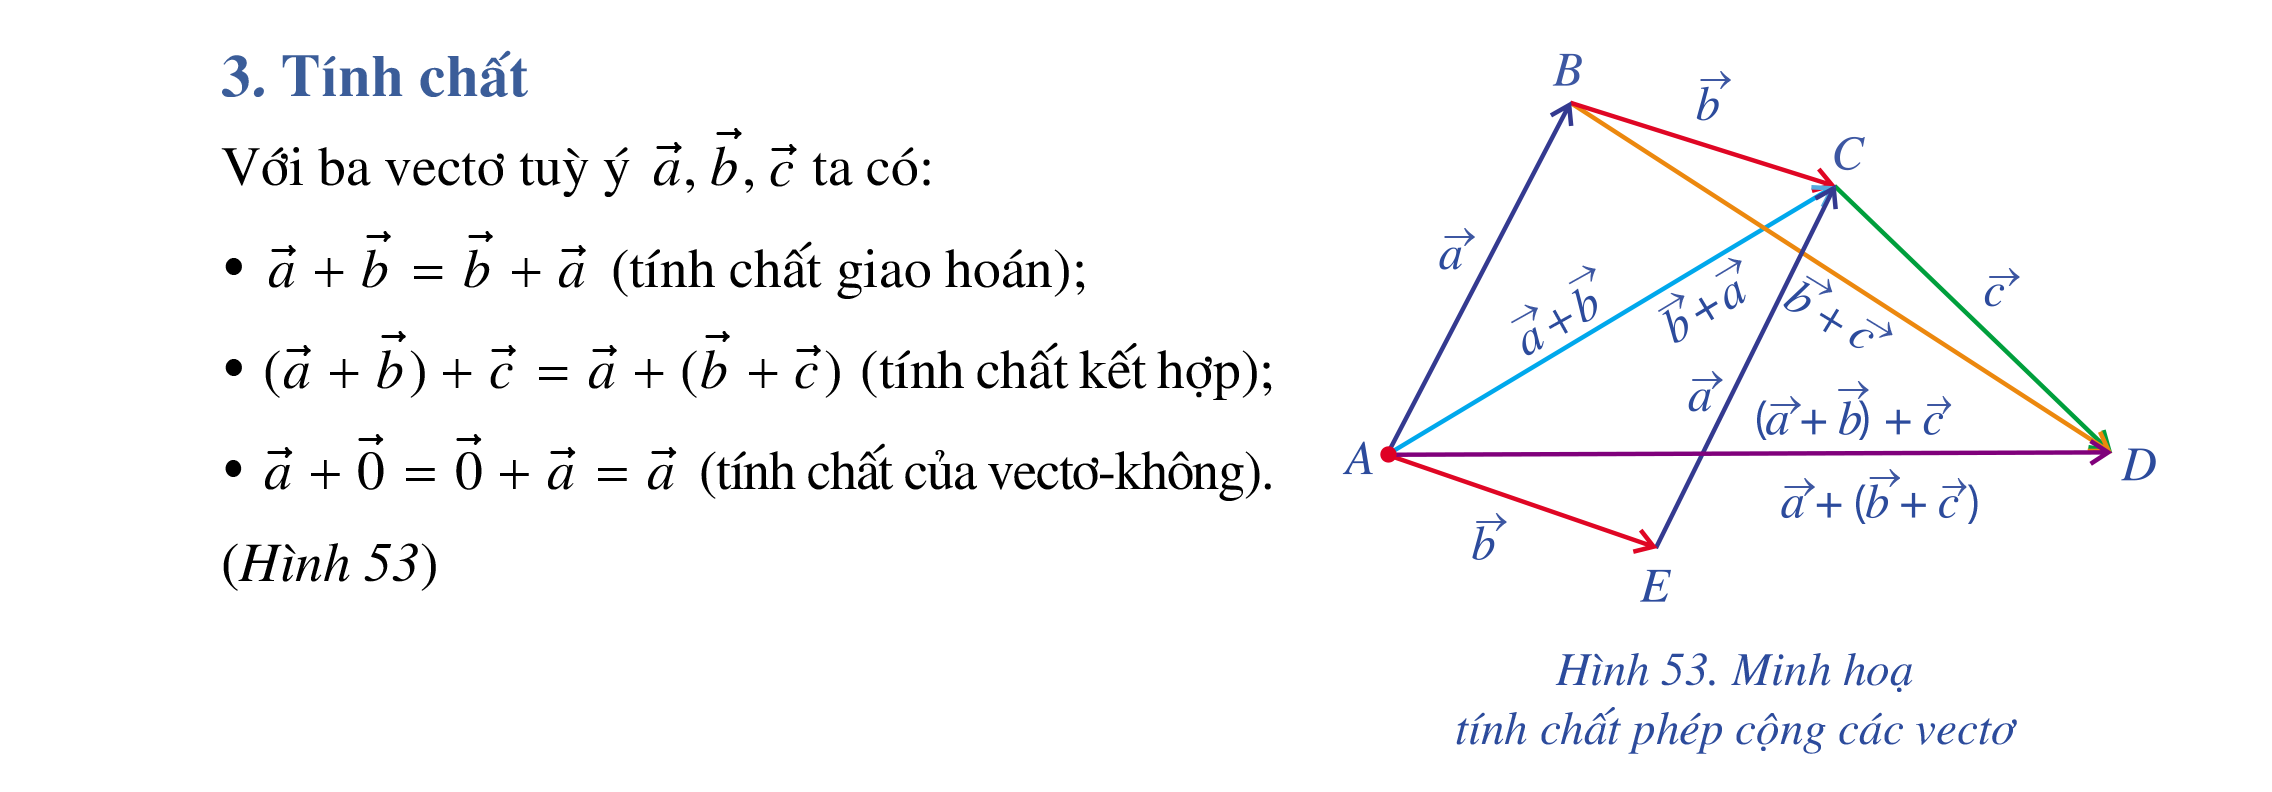 3. Tính chất
Với ba vectơ tuỳ ý $\vec{a}, \vec{b}, \vec{c}$ ta có:
• $\vec{a} + \vec{b} = \vec{b} + \vec{a}$ (tính chất giao hoán);
• $(\vec{a} + \vec{b}) + \vec{c} = \vec{a} + (\vec{b} + \vec{c})$ (tính chất kết hợp);
• $\vec{a} + \vec{0} = \vec{0} + \vec{a} = \vec{a}$ (tính chất của vectơ-không).
(Hình 53)
B
$\vec{b}$
C
$\vec{a}$
$\vec{a} + \vec{b}$
$\vec{b} + \vec{a}$
$\vec{b} + \vec{c}$
$\vec{c}$
$\vec{a}$
$(\vec{a} + \vec{b}) + \vec{c}$
A
D
$\vec{a} + (\vec{b} + \vec{c})$
$\vec{b}$
E
Hình 53. Minh hoạ
tính chất phép cộng các vectơ